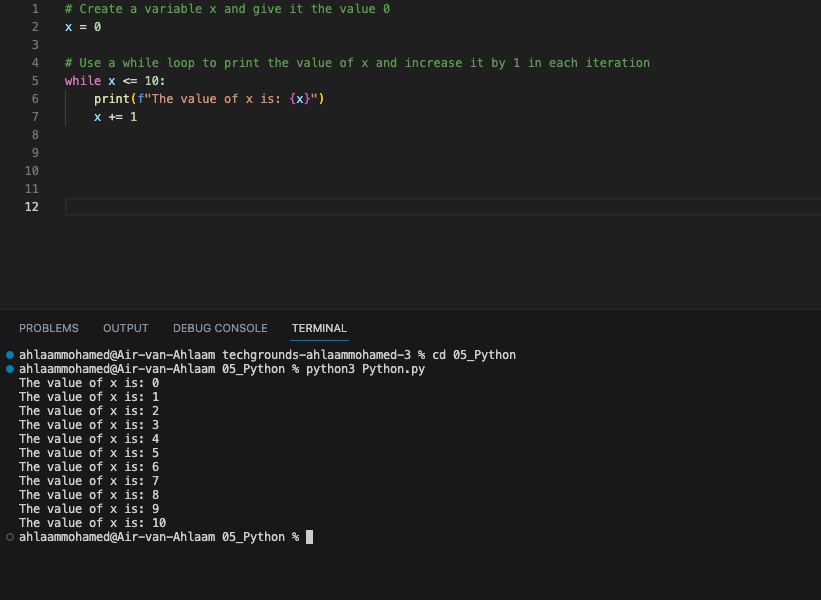 1 # Create a variable x and give it the value 0
2 x = 0
3
4 # Use a while loop to print the value of x and increase it by 1 in each iteration
5 while x <= 10:
6     print(f"The value of x is: {x}")
7     x += 1
8
9
10
11
12
PROBLEMS OUTPUT DEBUG CONSOLE TERMINAL
ahlaammohamed@Air-van-Ahlaam techgrounds-ahlaammohamed-3 % cd 05_Python
ahlaammohamed@Air-van-Ahlaam 05_Python % python3 Python.py
The value of x is: 0
The value of x is: 1
The value of x is: 2
The value of x is: 3
The value of x is: 4
The value of x is: 5
The value of x is: 6
The value of x is: 7
The value of x is: 8
The value of x is: 9
The value of x is: 10
ahlaammohamed@Air-van-Ahlaam 05_Python %